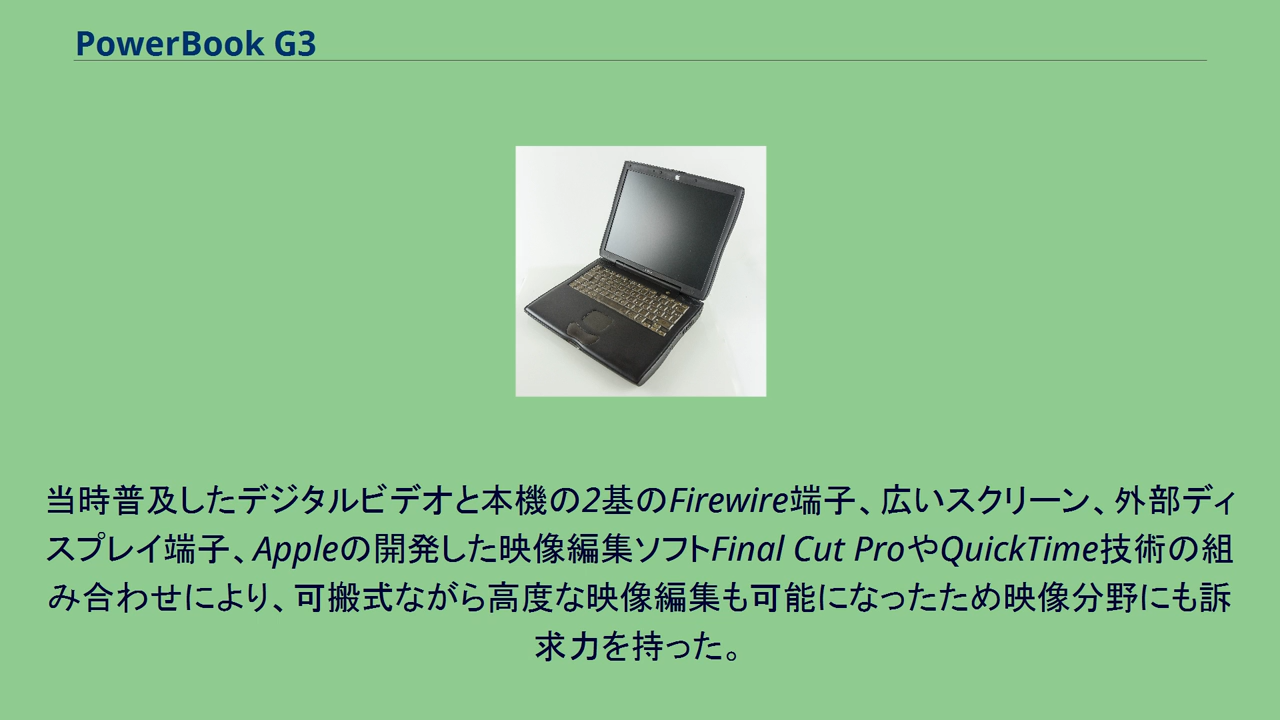 PowerBook G3
当時普及したデジタルビデオと本機の2基のFirewire端子、広いスクリーン、外部ディ
スプレイ端子、Appleの開発した映像編集ソフトFinal Cut ProやQuickTime技術の組
み合わせにより、可搬式ながら高度な映像編集も可能になったため映像分野にも訴
求力を持った。